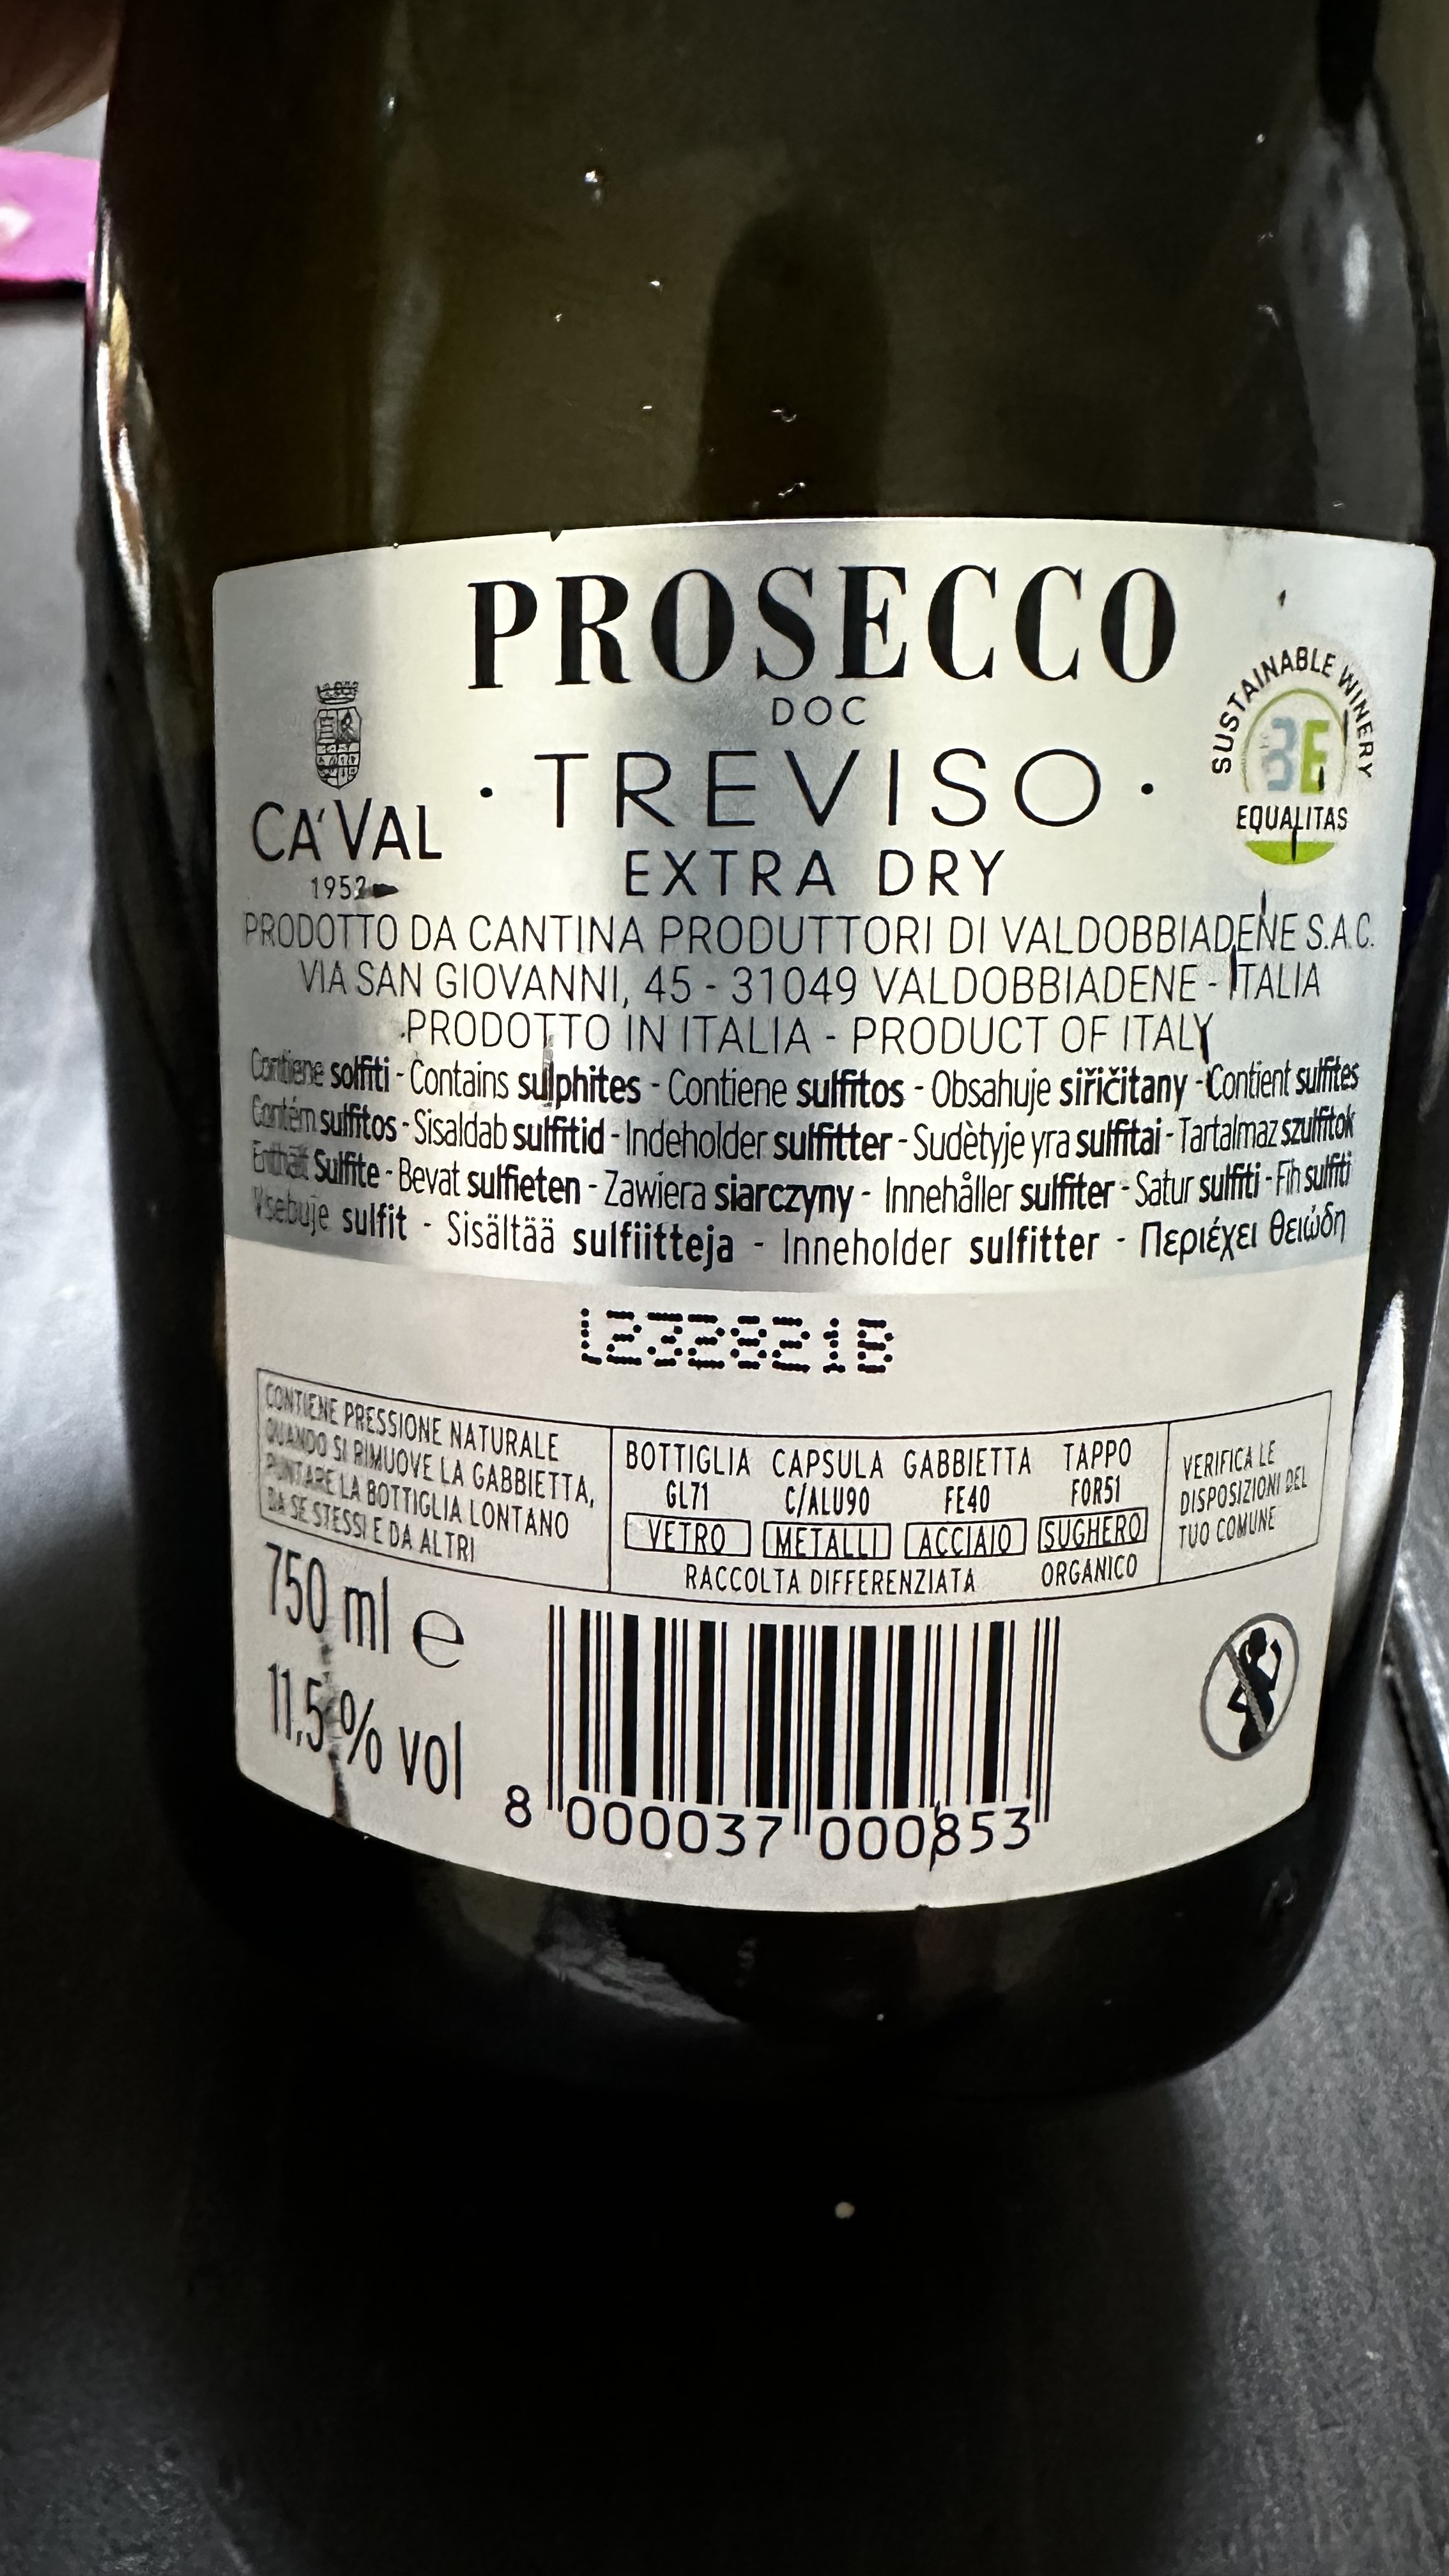 PROSECCO
DOC
· TREVISO ·
EXTRA DRY
CA'VAL
1952
SUSTAINABLE WINERY
EQUALITAS
PRODOTTO DA CANTINA PRODUTTORI DI VALDOBBIADENE S.A.C.
VIA SAN GIOVANNI, 45 - 31049 VALDOBBIADENE - ITALIA
PRODOTTO IN ITALIA - PRODUCT OF ITALY
Contiene solfiti - Contains sulphites - Contiene sulfitos - Obsahuje siřičitany - Contient sulfites
Contém sulfitos - Sisaldab sulfitid - Indeholder sulfitter - Sudètyje yra sulfitai - Tartalmaz szulfitok
Enthält Sulfite - Bevat sulfieten - Zawiera siarczyny - Innehåller sulfiter - Satur sulfiti - Fih sulfiti
Vsebuje sulfit - Sisältää sulfiitteja - Inneholder sulfitter - Περιέχει θειώδη
L232821B
CONTIENE PRESSIONE NATURALE
QUANDO SI RIMUOVE LA GABBIETTA,
PUNTARE LA BOTTIGLIA LONTANO
DA SE STESSI E DA ALTRI
BOTTIGLIA CAPSULA GABBIETTA TAPPO
GL71 C/ALU90 FE40 FOR51
VETRO METALLI ACCIAIO SUGHERO
RACCOLTA DIFFERENZIATA ORGANICO
VERIFICA LE
DISPOSIZIONI DEL
TUO COMUNE
750 ml e
11,5 % vol
8 000037 000853